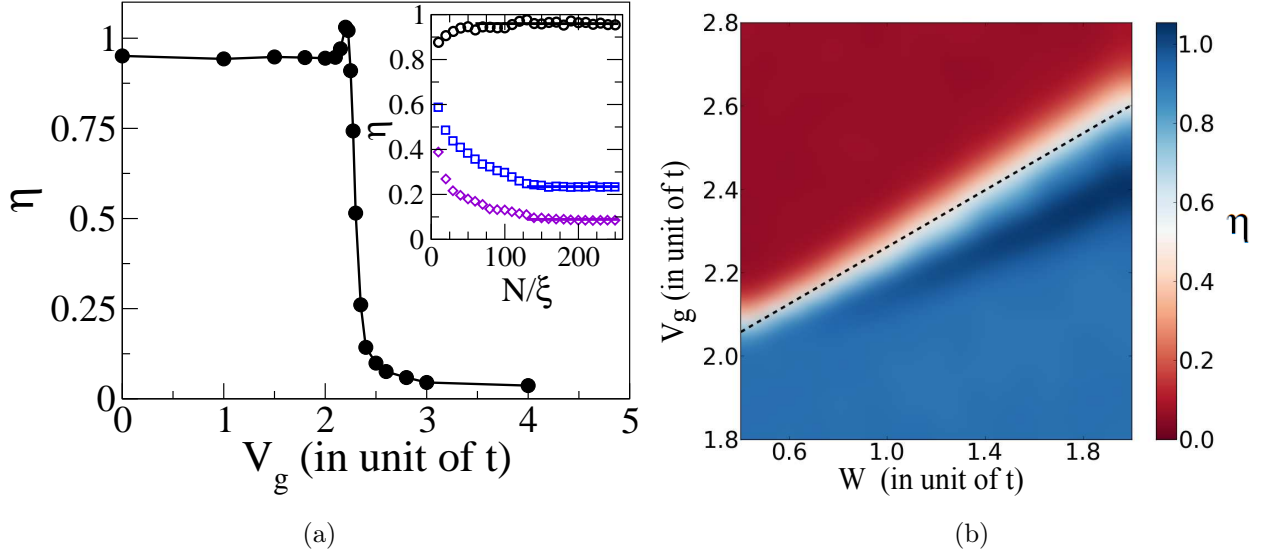 1
0.75
0.5
0.25
0
η
0 1 2 3 4 5
V_g (in unit of t)
1
0.8
0.6
0.4
0.2
0
η
0 100 200
N/ξ
(a)
2.8
2.6
2.4
2.2
2.0
1.8
V_g (in unit of t)
0.6 1.0 1.4 1.8
W (in unit of t)
1.0
0.8
0.6
0.4
0.2
0.0
η
(b)